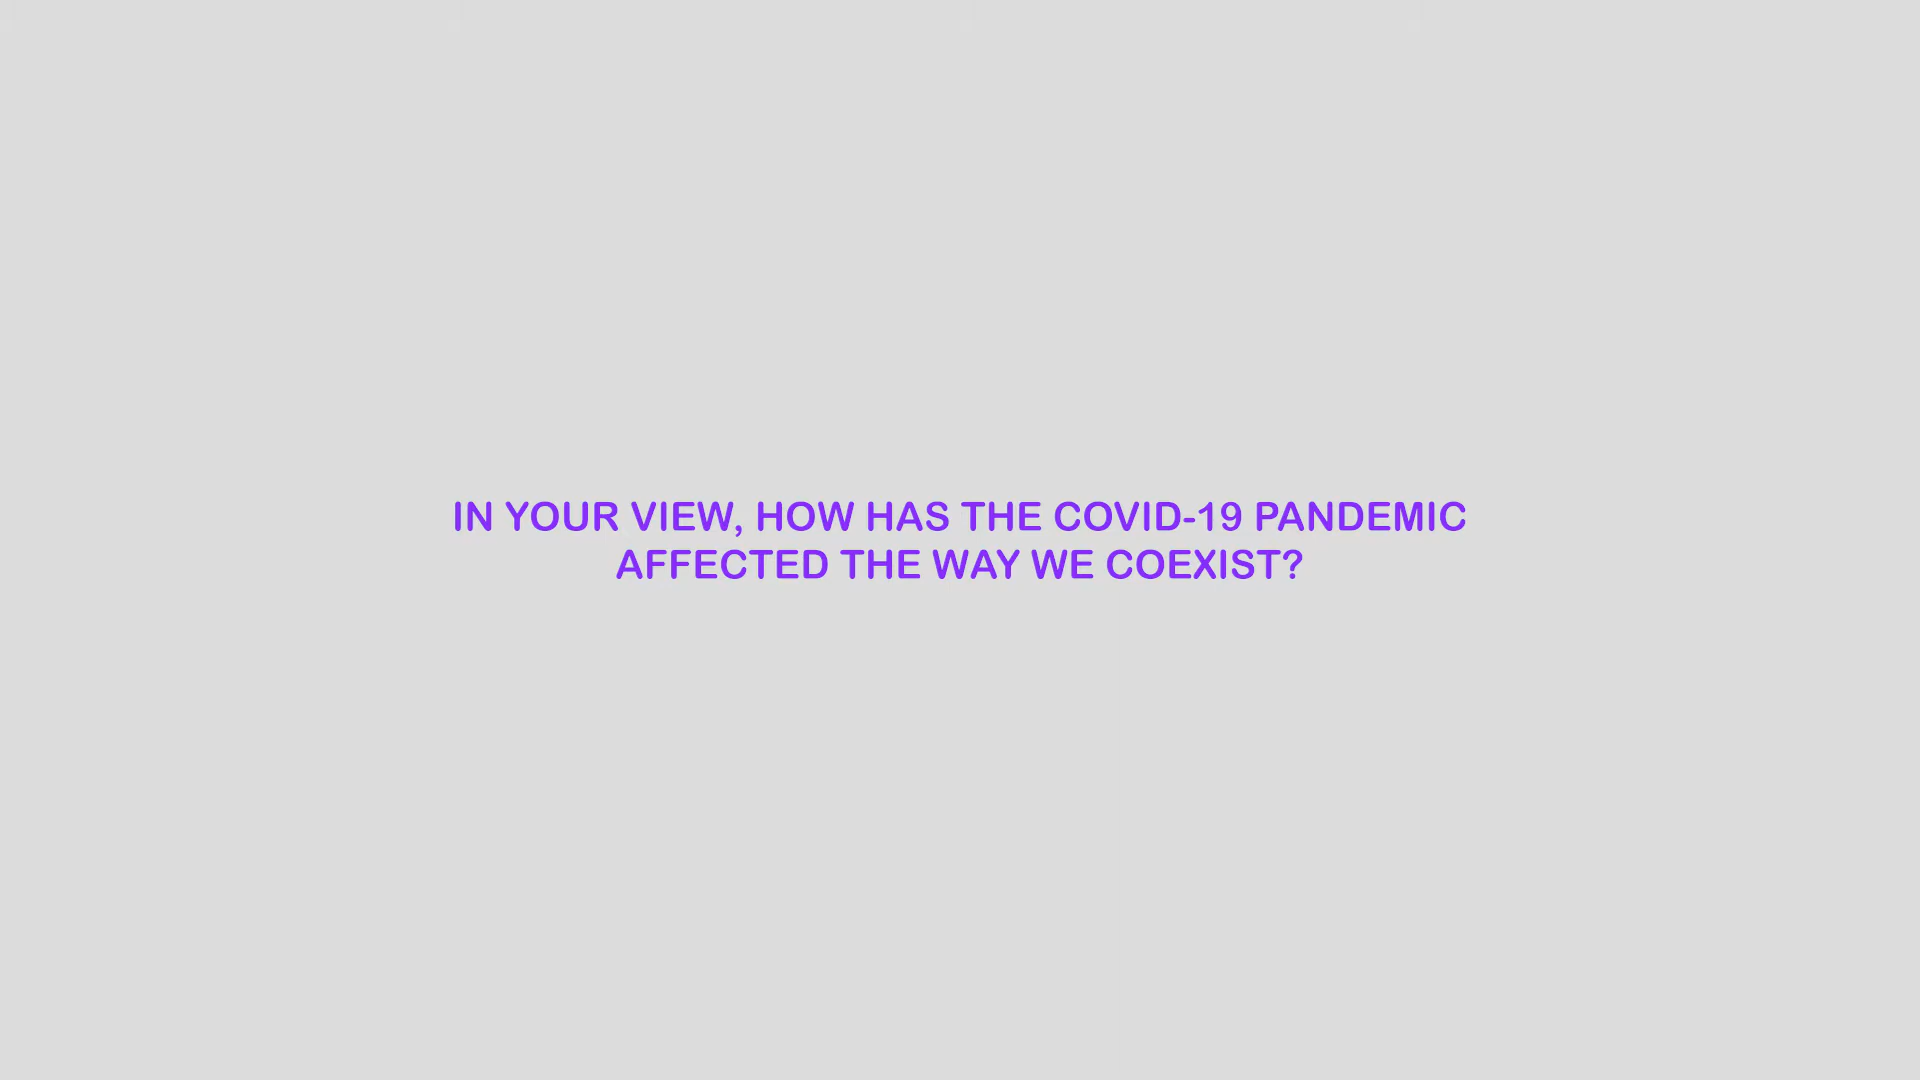 IN YOUR VIEW, HOW HAS THE COVID-19 PANDEMIC
AFFECTED THE WAY WE COEXIST?